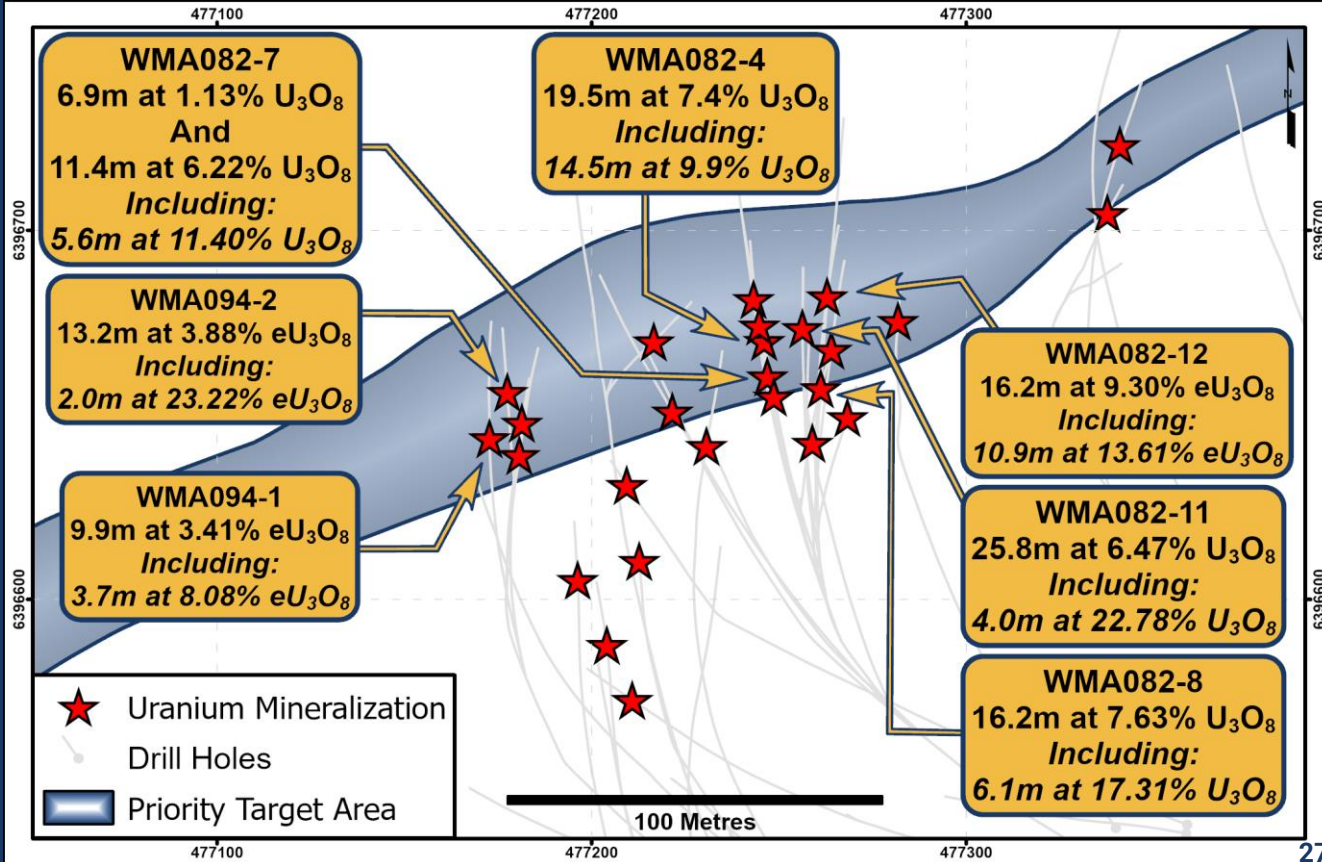 477100
477200
477300
WMA082-7
6.9m at 1.13% U₃O₈
And
11.4m at 6.22% U₃O₈
Including:
5.6m at 11.40% U₃O₈
WMA082-4
19.5m at 7.4% U₃O₈
Including:
14.5m at 9.9% U₃O₈
N
6396700
6396700
WMA094-2
13.2m at 3.88% eU₃O₈
Including:
2.0m at 23.22% eU₃O₈
WMA082-12
16.2m at 9.30% eU₃O₈
Including:
10.9m at 13.61% eU₃O₈
WMA094-1
9.9m at 3.41% eU₃O₈
Including:
3.7m at 8.08% eU₃O₈
WMA082-11
25.8m at 6.47% U₃O₈
Including:
4.0m at 22.78% U₃O₈
6396600
6396600
WMA082-8
16.2m at 7.63% U₃O₈
Including:
6.1m at 17.31% U₃O₈
Uranium Mineralization
Drill Holes
Priority Target Area
100 Metres
477100
477200
477300
27